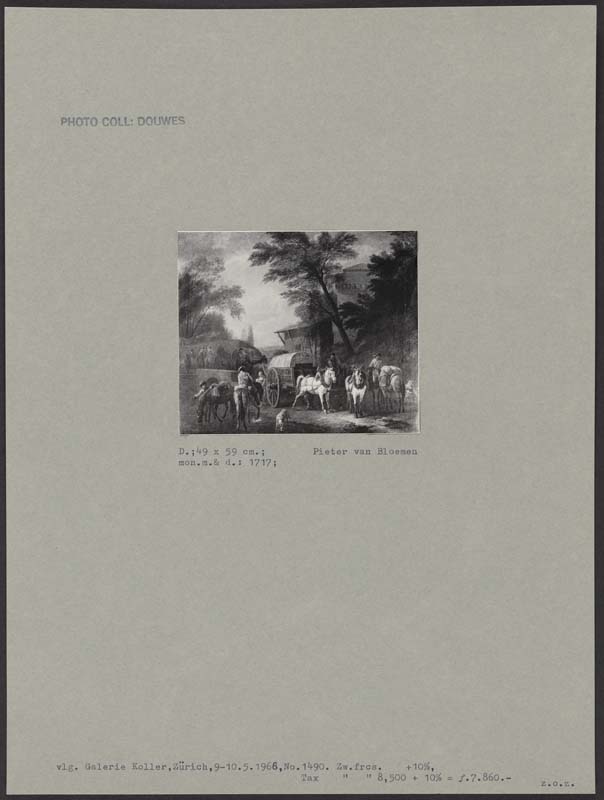 PHOTO COLL: DOUWES
D.;49 x 59 cm.; Pieter van Bloemen
mon.m.& d.: 1717;
vlg. Galerie Koller,Zürich,9-10.5.1966,No.1490. Zw.frcs. +10%,
Tax " " 8,500 + 10% = ƒ.7.860.-
z.o.z.